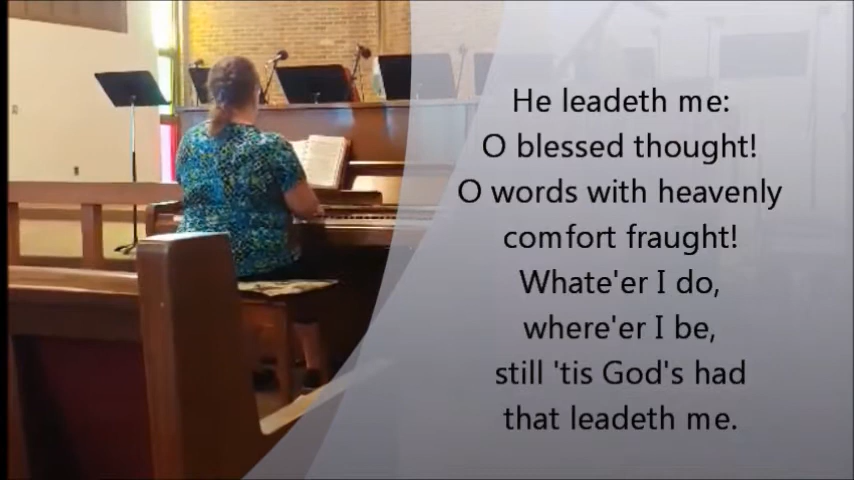 He leadeth me:
O blessed thought!
O words with heavenly
comfort fraught!
Whate'er I do,
where'er I be,
still 'tis God's had
that leadeth me.